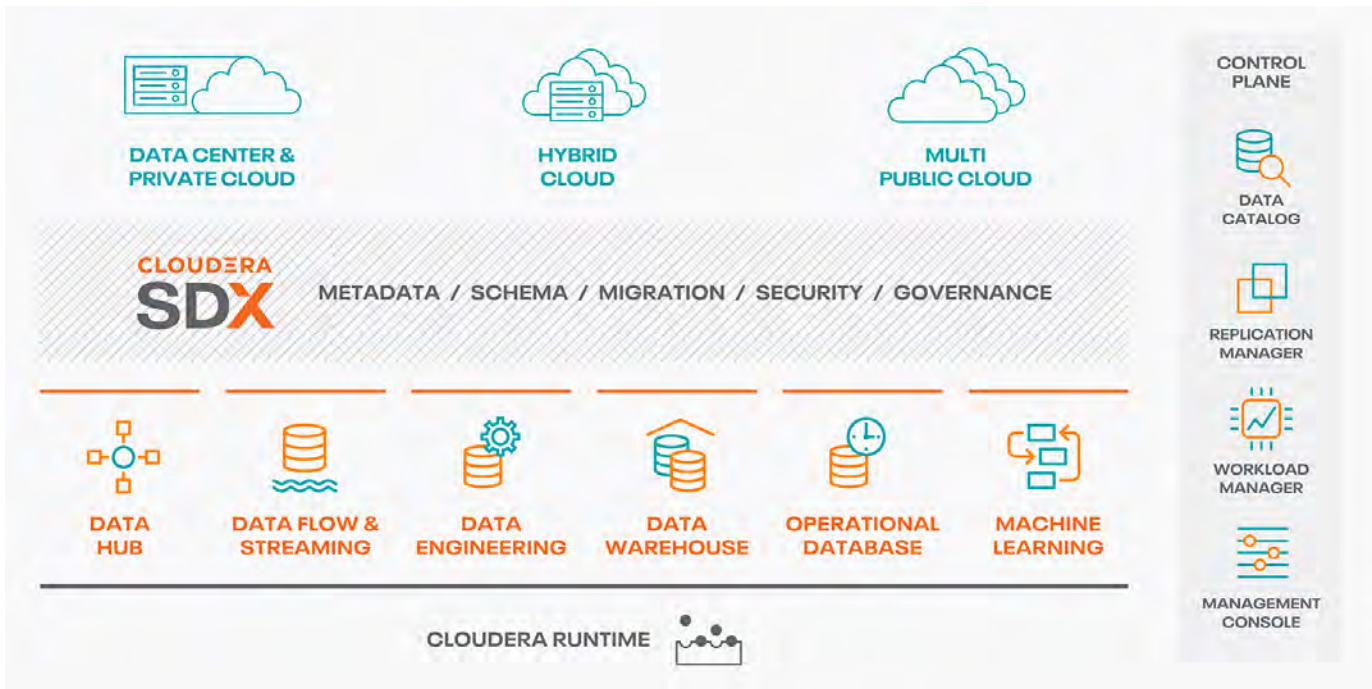 DATA CENTER &
PRIVATE CLOUD
HYBRID
CLOUD
MULTI
PUBLIC CLOUD
CLOUDERA
SDX
METADATA / SCHEMA / MIGRATION / SECURITY / GOVERNANCE
DATA
HUB
DATA FLOW &
STREAMING
DATA
ENGINEERING
DATA
WAREHOUSE
OPERATIONAL
DATABASE
MACHINE
LEARNING
CLOUDERA RUNTIME
CONTROL
PLANE
DATA
CATALOG
REPLICATION
MANAGER
WORKLOAD
MANAGER
MANAGEMENT
CONSOLE